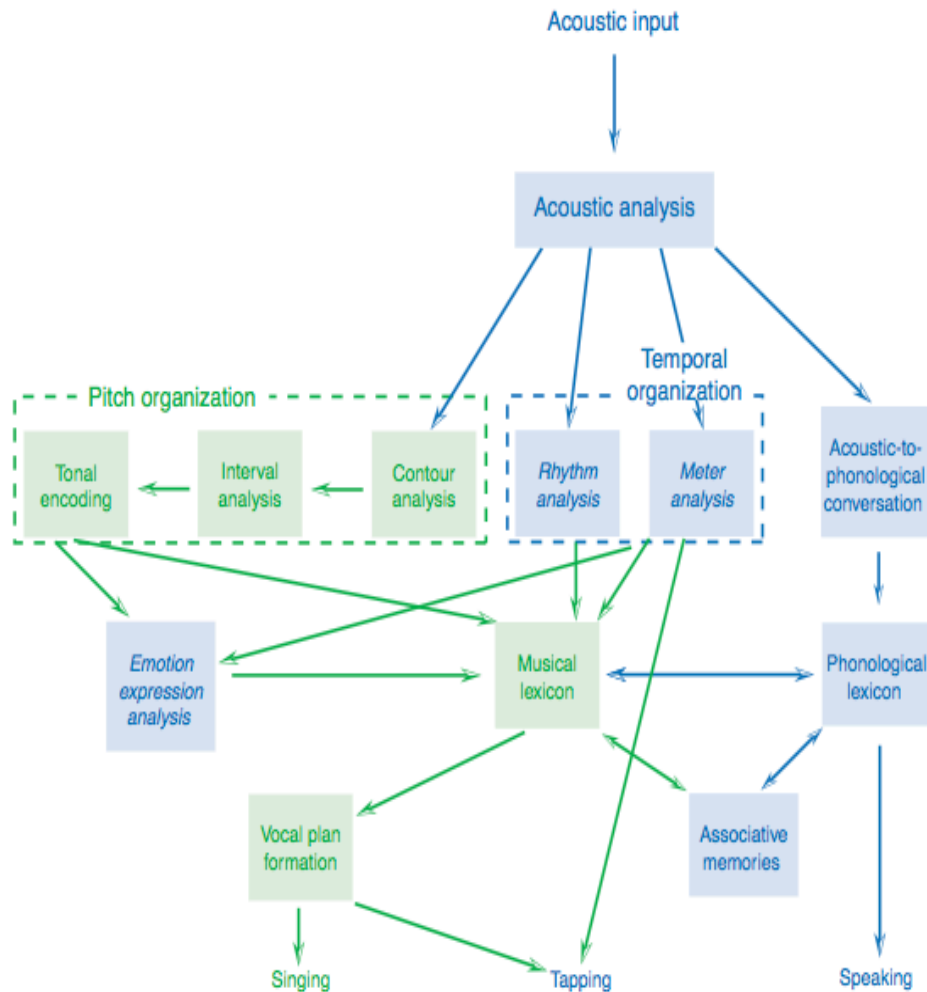 Acoustic input
Acoustic analysis
Pitch organization
Temporal
organization
Tonal
encoding
Interval
analysis
Contour
analysis
Rhythm
analysis
Meter
analysis
Acoustic-to-
phonological
conversation
Emotion
expression
analysis
Musical
lexicon
Phonological
lexicon
Vocal plan
formation
Associative
memories
Singing
Tapping
Speaking